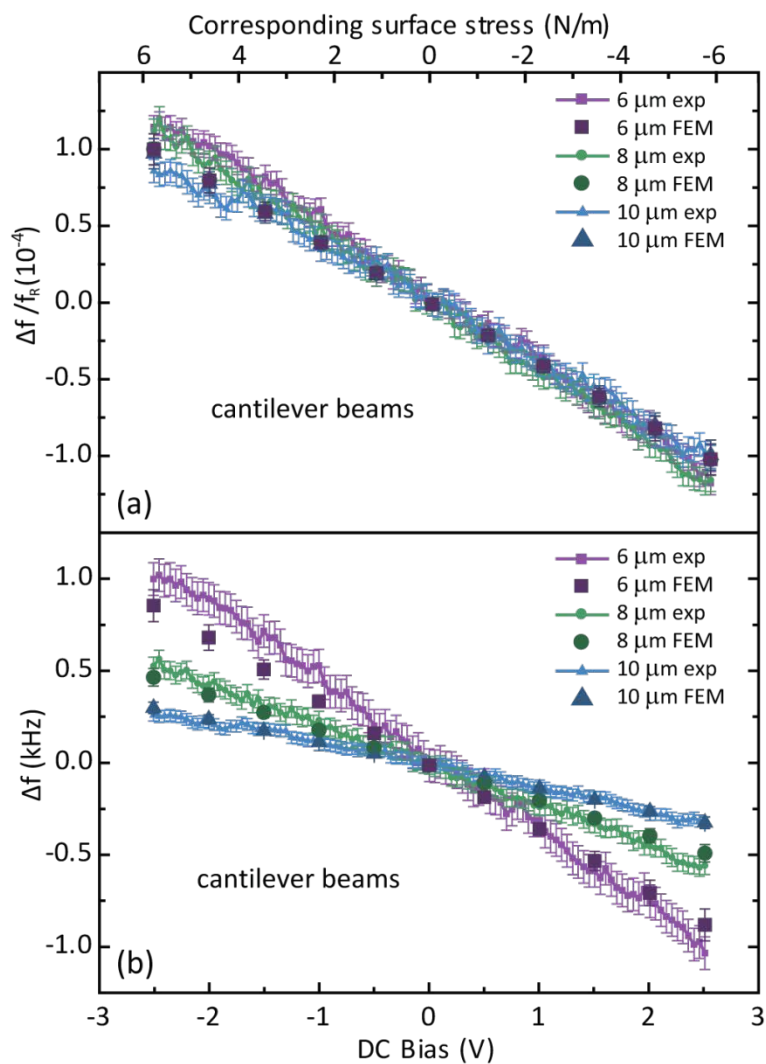 Corresponding surface stress (N/m)
6 4 2 0 -2 -4 -6
6 μm exp
6 μm FEM
8 μm exp
8 μm FEM
10 μm exp
10 μm FEM
1.0
0.5
0.0
-0.5
-1.0
Δf /fR(10-4)
cantilever beams
(a)
6 μm exp
6 μm FEM
8 μm exp
8 μm FEM
10 μm exp
10 μm FEM
1.0
0.5
0.0
-0.5
-1.0
Δf (kHz)
cantilever beams
(b)
-3 -2 -1 0 1 2 3
DC Bias (V)